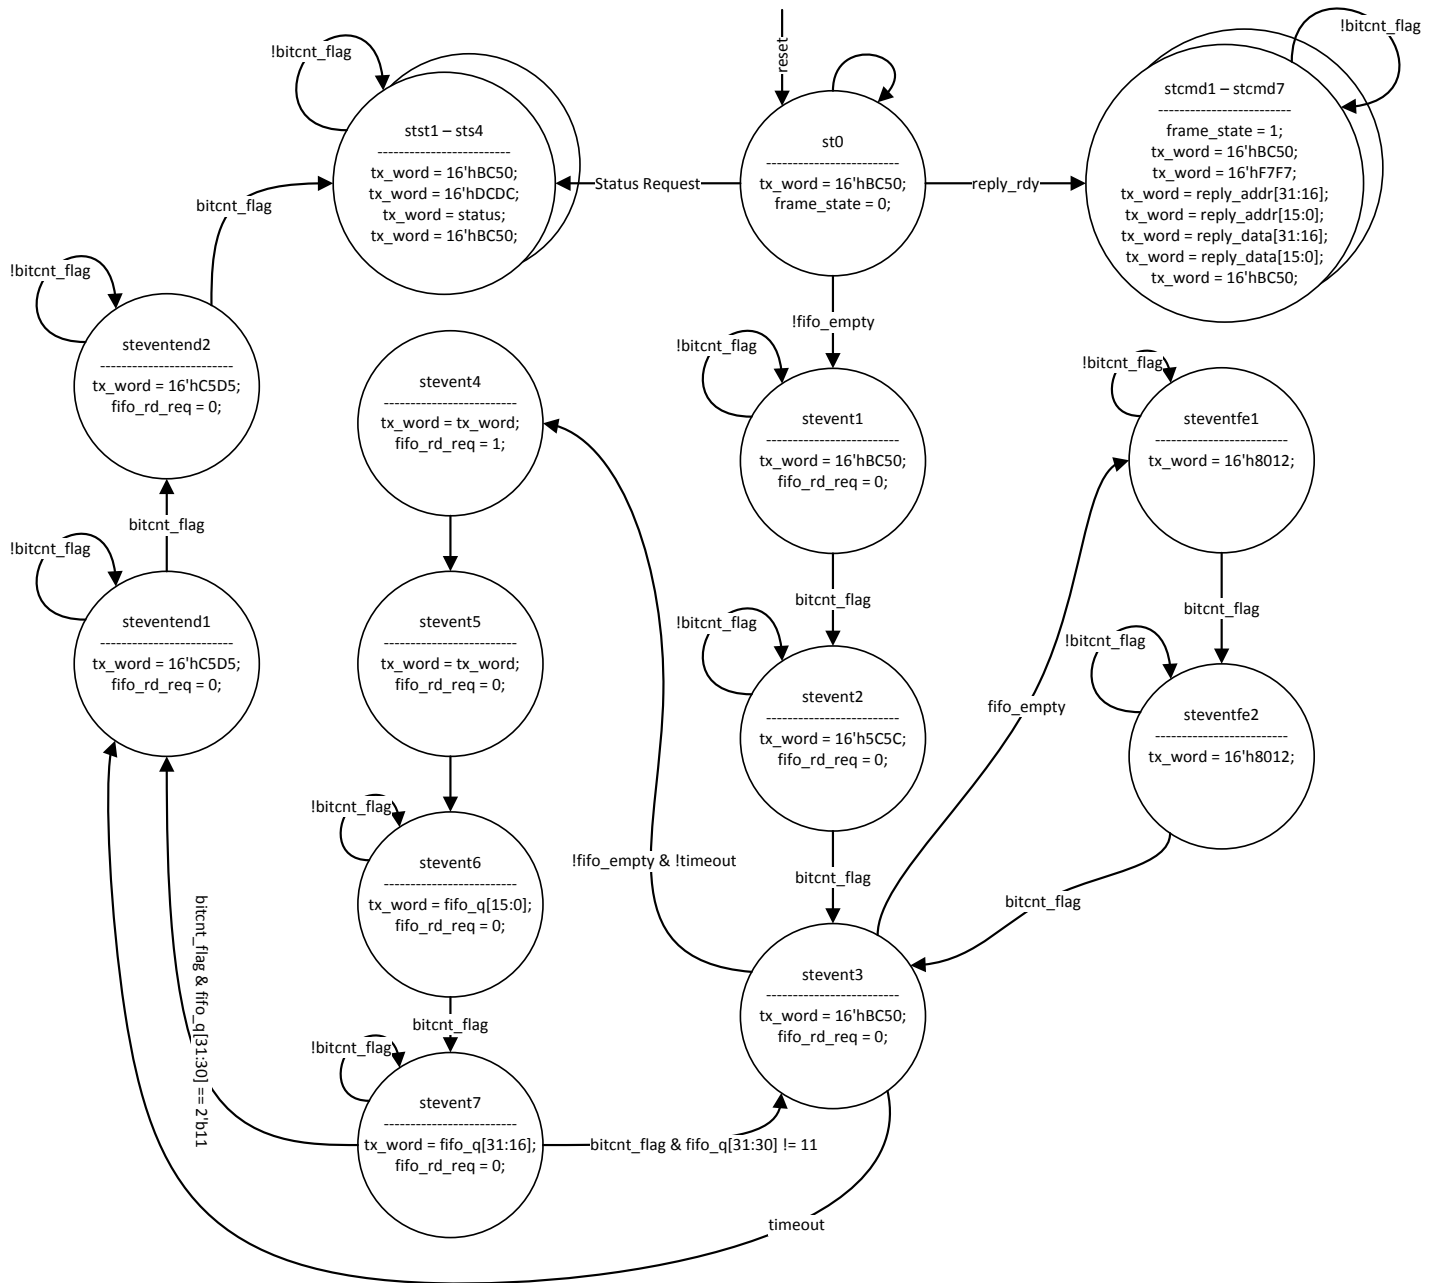 !bitcnt_flag
stst1 – sts4
--------------------------
tx_word = 16'hBC50;
tx_word = 16'hDCDC;
tx_word = status;
tx_word = 16'hBC50;
reset
st0
--------------------------
tx_word = 16'hBC50;
frame_state = 0;
Status Request
reply_rdy
!bitcnt_flag
stcmd1 – stcmd7
--------------------------
frame_state = 1;
tx_word = 16'hBC50;
tx_word = 16'hF7F7;
tx_word = reply_addr[31:16];
tx_word = reply_addr[15:0];
tx_word = reply_data[31:16];
tx_word = reply_data[15:0];
tx_word = 16'hBC50;
bitcnt_flag
!bitcnt_flag
steventend2
--------------------------
tx_word = 16'hC5D5;
fifo_rd_req = 0;
bitcnt_flag
!bitcnt_flag
steventend1
--------------------------
tx_word = 16'hC5D5;
fifo_rd_req = 0;
stevent4
--------------------------
tx_word = tx_word;
fifo_rd_req = 1;
stevent5
--------------------------
tx_word = tx_word;
fifo_rd_req = 0;
!bitcnt_flag
stevent6
--------------------------
tx_word = fifo_q[15:0];
fifo_rd_req = 0;
bitcnt_flag
!bitcnt_flag
stevent7
--------------------------
tx_word = fifo_q[31:16];
fifo_rd_req = 0;
bitcnt_flag & fifo_q[31:30] == 2'b11
bitcnt_flag & fifo_q[31:30] != 11
!fifo_empty
!bitcnt_flag
stevent1
--------------------------
tx_word = 16'hBC50;
fifo_rd_req = 0;
bitcnt_flag
!bitcnt_flag
stevent2
--------------------------
tx_word = 16'h5C5C;
fifo_rd_req = 0;
bitcnt_flag
!fifo_empty & !timeout
stevent3
--------------------------
tx_word = 16'hBC50;
fifo_rd_req = 0;
timeout
fifo_empty
!bitcnt_flag
steventfe1
--------------------------
tx_word = 16'h8012;
bitcnt_flag
!bitcnt_flag
steventfe2
--------------------------
tx_word = 16'h8012;
bitcnt_flag